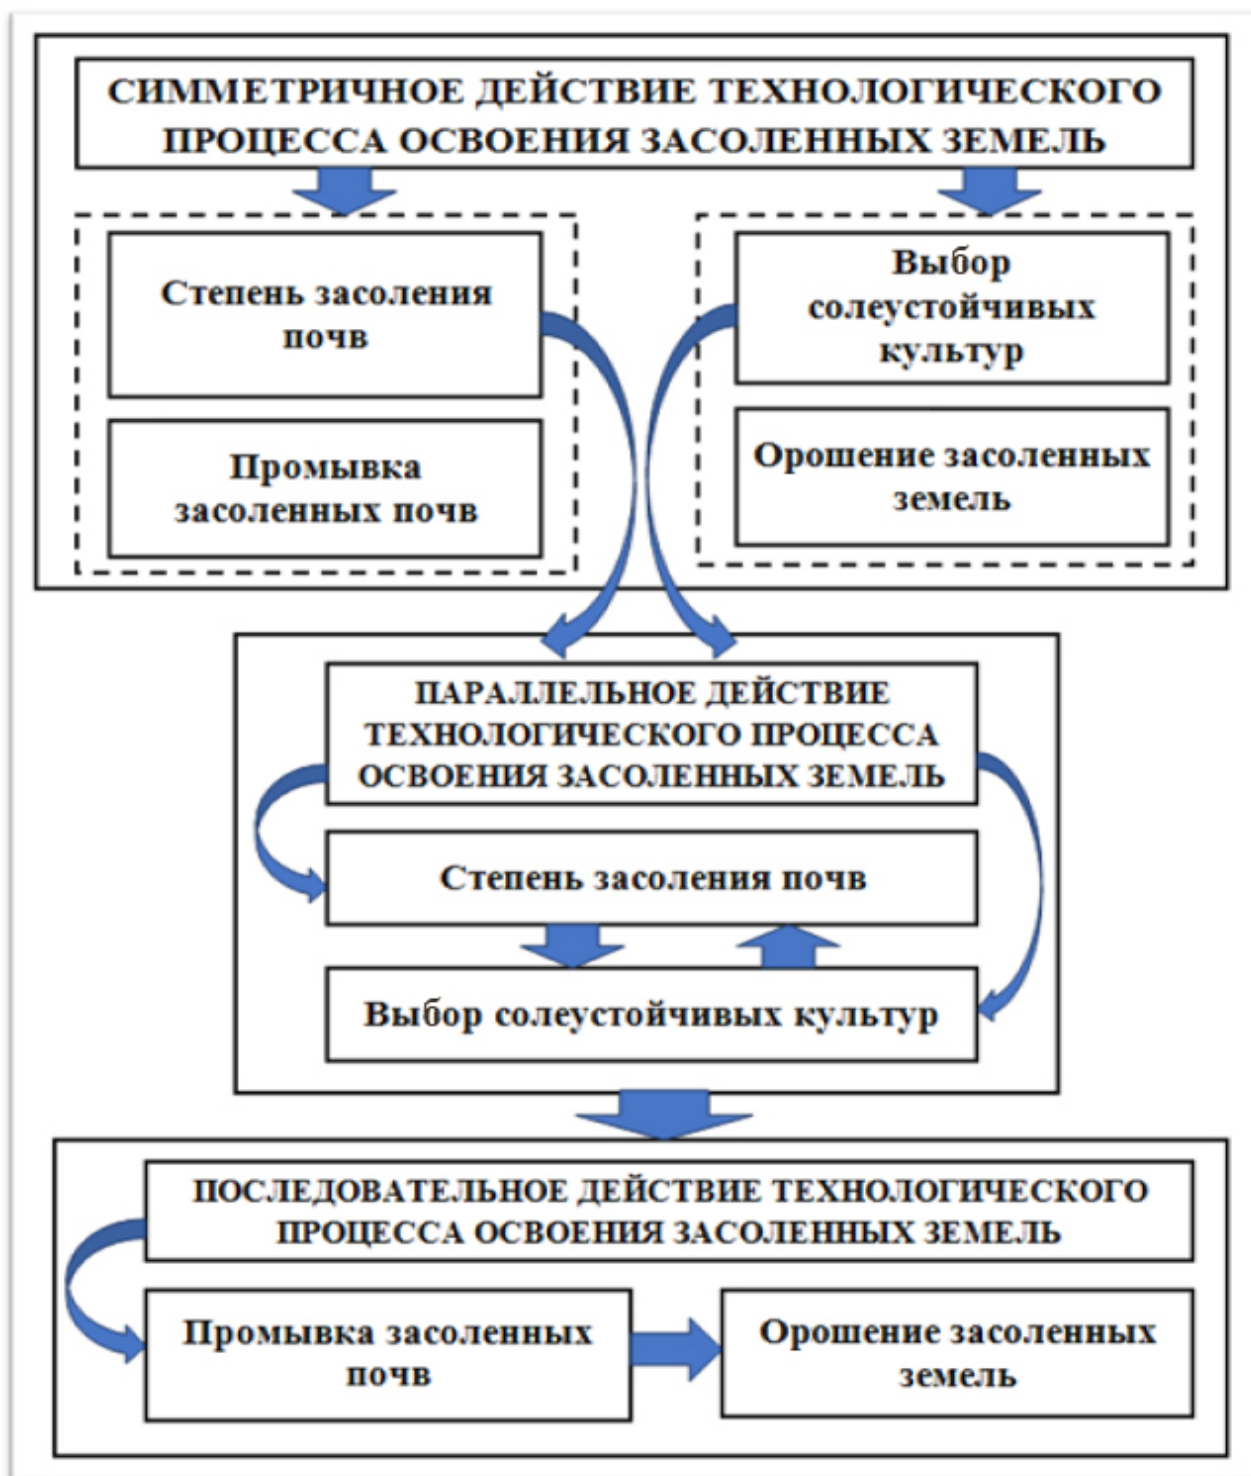 СИММЕТРИЧНОЕ ДЕЙСТВИЕ ТЕХНОЛОГИЧЕСКОГО
ПРОЦЕССА ОСВОЕНИЯ ЗАСОЛЕННЫХ ЗЕМЕЛЬ
Степень засоления
почв
Промывка
засоленных почв
Выбор
солеустойчивых
культур
Орошение засоленных
земель
ПАРАЛЛЕЛЬНОЕ ДЕЙСТВИЕ
ТЕХНОЛОГИЧЕСКОГО ПРОЦЕССА
ОСВОЕНИЯ ЗАСОЛЕННЫХ ЗЕМЕЛЬ
Степень засоления почв
Выбор солеустойчивых культур
ПОСЛЕДОВАТЕЛЬНОЕ ДЕЙСТВИЕ ТЕХНОЛОГИЧЕСКОГО
ПРОЦЕССА ОСВОЕНИЯ ЗАСОЛЕННЫХ ЗЕМЕЛЬ
Промывка засоленных
почв
Орошение засоленных
земель